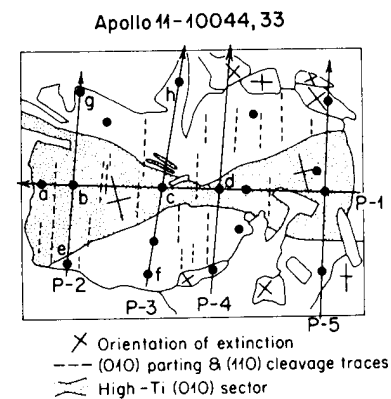 Apollo 11-10044, 33
g
h
a
b
c
d
P-1
e
f
P-2
P-3
P-4
P-5
Orientation of extinction
(010) parting & (110) cleavage traces
High-Ti (010) sector